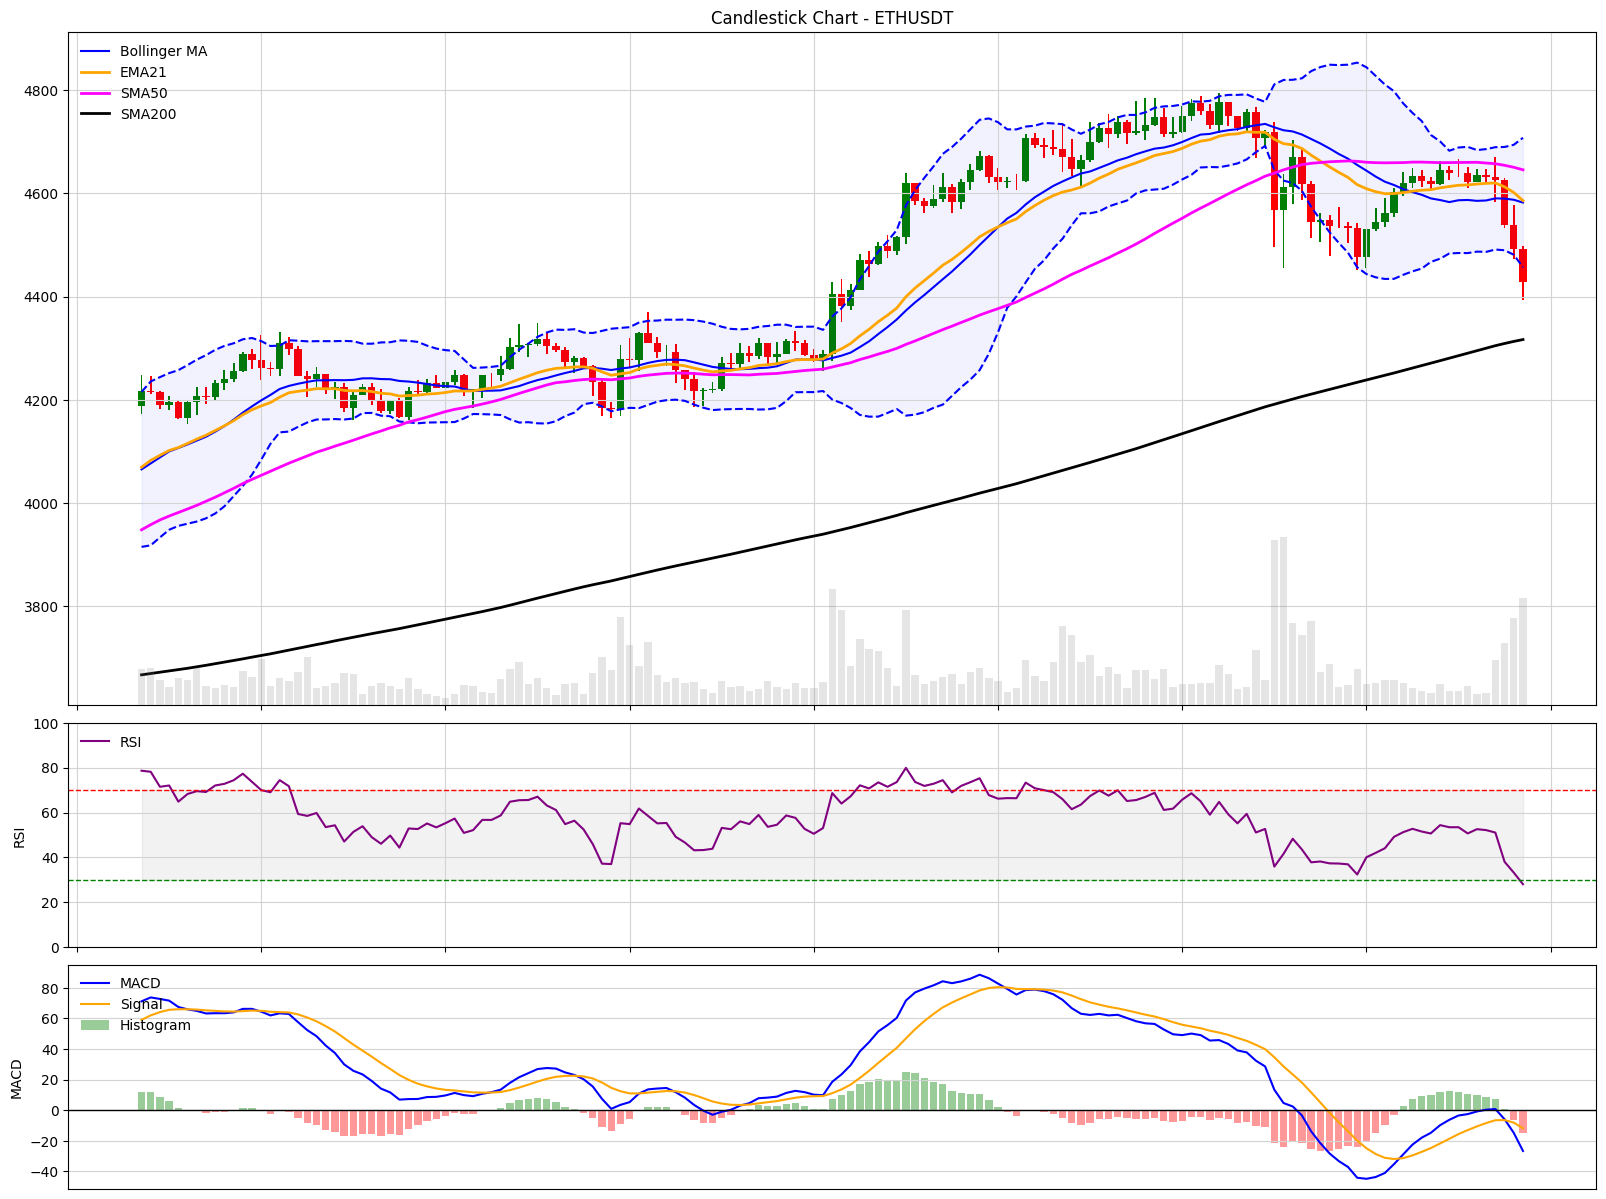 Candlestick Chart - ETHUSDT
Bollinger MA
EMA21
SMA50
SMA200
4800
4600
4400
4200
4000
3800
RSI
100
80
60
40
20
0
RSI
MACD
Signal
Histogram
80
60
40
20
0
−20
−40
MACD